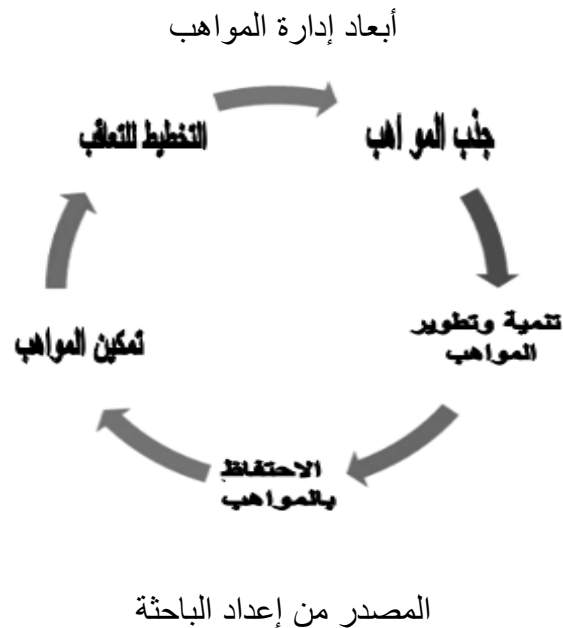 أبعاد إدارة المواهب
جذب المواهب
تنمية وتطوير
المواهب
الاحتفاظ
بالمواهب
تمكين المواهب
التخطيط للتعاقب
المصدر من إعداد الباحثة